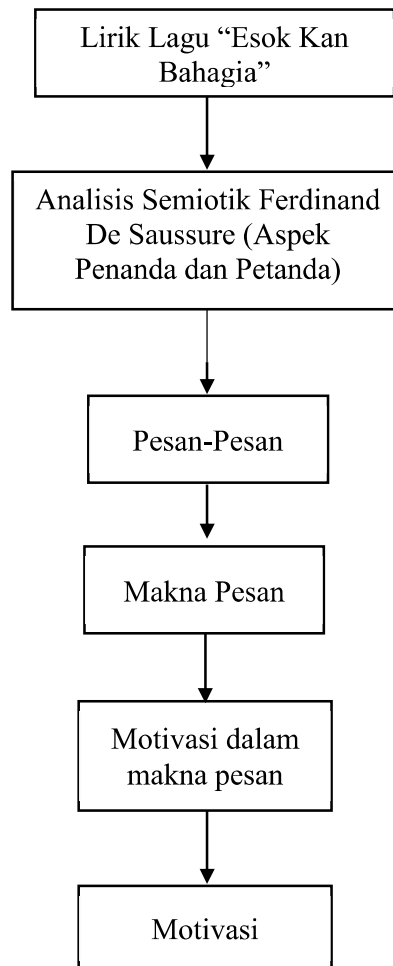 Lirik Lagu “Esok Kan
Bahagia”
Analisis Semiotik Ferdinand
De Saussure (Aspek
Penanda dan Petanda)
Pesan-Pesan
Makna Pesan
Motivasi dalam
makna pesan
Motivasi